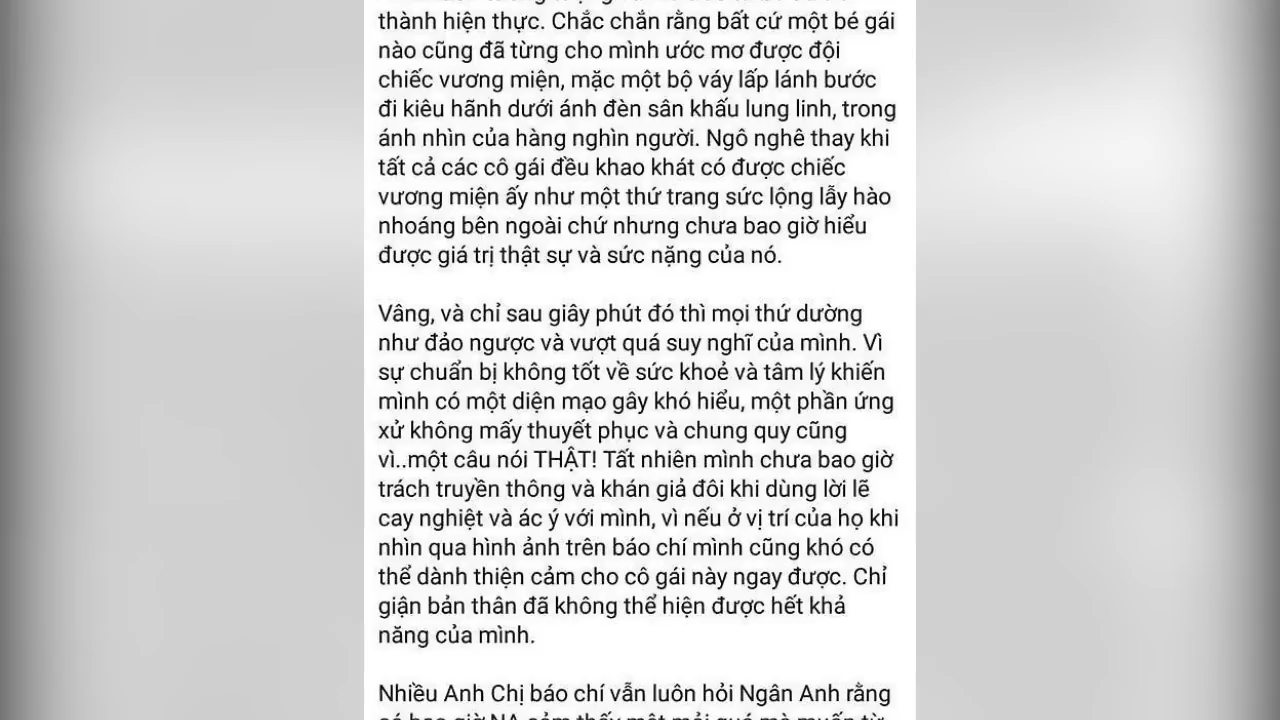 thành hiện thực. Chắc chắn rằng bất cứ một bé gái
nào cũng đã từng cho mình ước mơ được đội
chiếc vương miện, mặc một bộ váy lấp lánh bước
đi kiêu hãnh dưới ánh đèn sân khấu lung linh, trong
ánh nhìn của hàng nghìn người. Ngô nghê thay khi
tất cả các cô gái đều khao khát có được chiếc
vương miện ấy như một thứ trang sức lộng lẫy hào
nhoáng bên ngoài chứ nhưng chưa bao giờ hiểu
được giá trị thật sự và sức nặng của nó.
Vâng, và chỉ sau giây phút đó thì mọi thứ dường
như đảo ngược và vượt quá suy nghĩ của mình. Vì
sự chuẩn bị không tốt về sức khoẻ và tâm lý khiến
mình có một diện mạo gây khó hiểu, một phần ứng
xử không mấy thuyết phục và chung quy cũng
vì..một câu nói THẬT! Tất nhiên mình chưa bao giờ
trách truyền thông và khán giả đôi khi dùng lời lẽ
cay nghiệt và ác ý với mình, vì nếu ở vị trí của họ khi
nhìn qua hình ảnh trên báo chí mình cũng khó có
thể dành thiện cảm cho cô gái này ngay được. Chỉ
giận bản thân đã không thể hiện được hết khả
năng của mình.
Nhiều Anh Chị báo chí vẫn luôn hỏi Ngân Anh rằng
có bao giờ NA cảm thấy mệt mỏi quá mà muốn từ